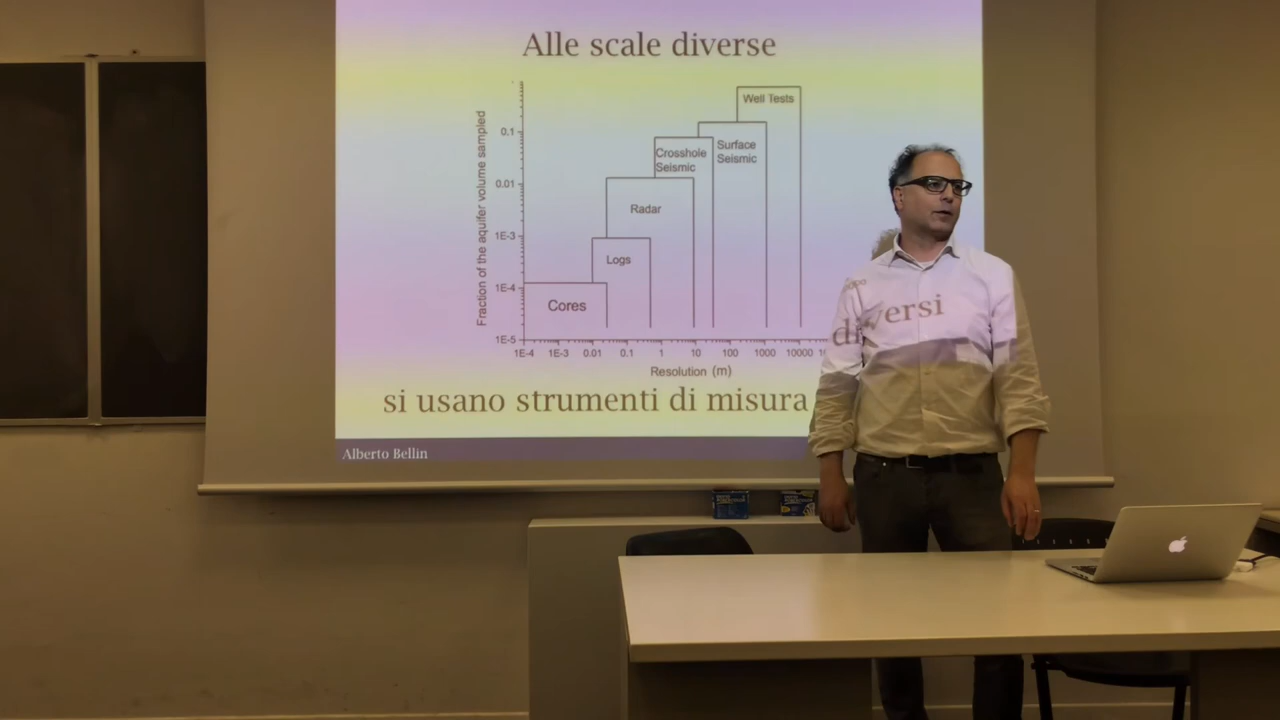 Alle scale diverse
Fraction of the aquifer volume sampled
0.1
0.01
1E-3
1E-4
1E-5
Well Tests
Crosshole
Seismic
Surface
Seismic
Radar
Logs
Cores
1E-4 1E-3 0.01 0.1 1 10 100 1000 10000
Resolution (m)
si usano strumenti di misura diversi
Alberto Bellin